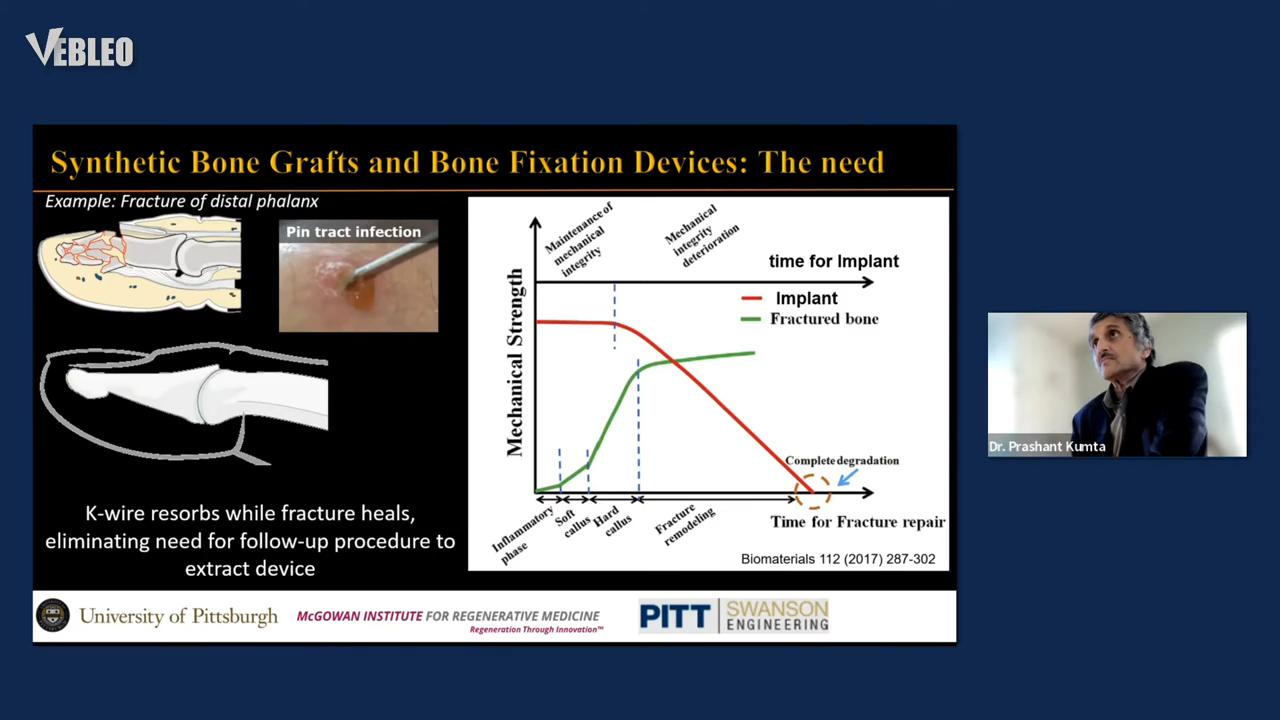 VEBLEO
Synthetic Bone Grafts and Bone Fixation Devices: The need
Example: Fracture of distal phalanx
Pin tract infection
K-wire resorbs while fracture heals,
eliminating need for follow-up procedure to
extract device
Maintenance of
mechanical
integrity
Mechanical
integrity
deterioration
time for Implant
Implant
Fractured bone
Mechanical Strength
Complete degradation
Inflammatory
phase
Soft
callus
Hard
callus
Fracture
remodeling
Time for Fracture repair
Biomaterials 112 (2017) 287-302
Dr. Prashant Kumta
University of Pittsburgh
McGOWAN INSTITUTE FOR REGENERATIVE MEDICINE
Regeneration Through Innovation™
PITT
SWANSON
ENGINEERING